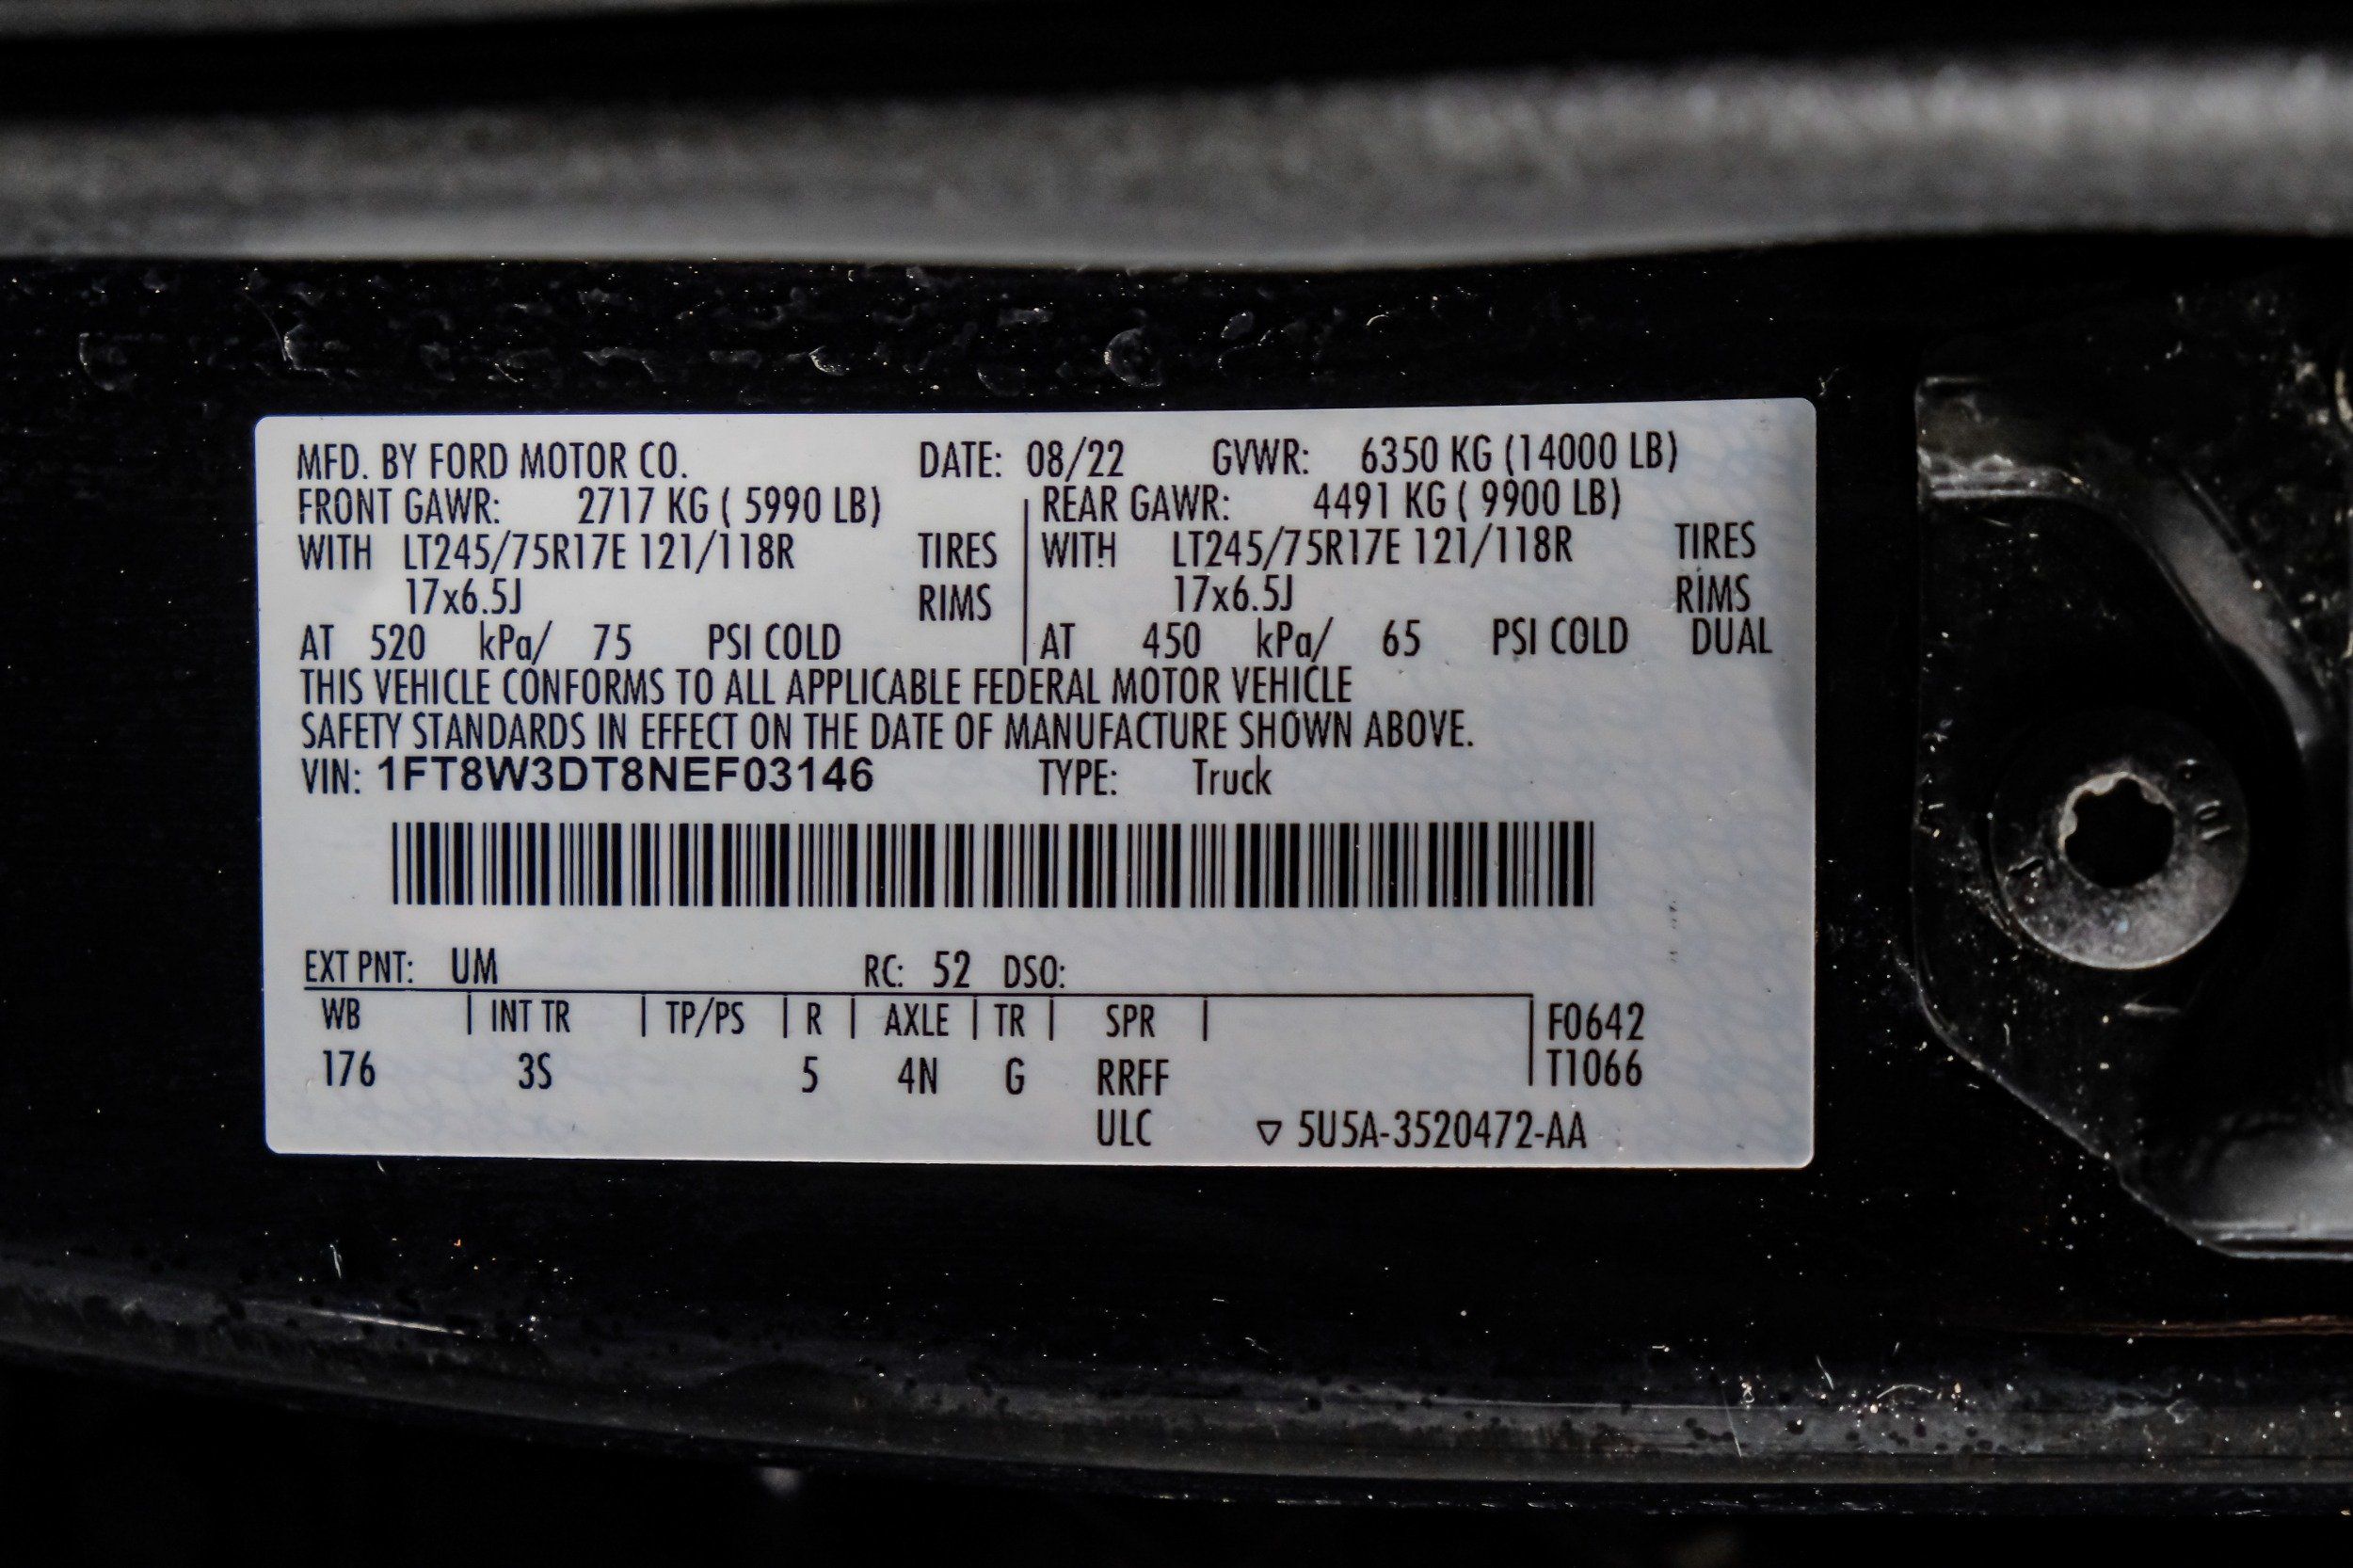 MFD. BY FORD MOTOR CO. DATE: 08/22 GVWR: 6350 KG (14000 LB)
FRONT GAWR: 2717 KG ( 5990 LB) REAR GAWR: 4491 KG ( 9900 LB)
WITH LT245/75R17E 121/118R TIRES WITH LT245/75R17E 121/118R TIRES
17x6.5J RIMS 17x6.5J RIMS
AT 520 kPa/ 75 PSI COLD AT 450 kPa/ 65 PSI COLD DUAL
THIS VEHICLE CONFORMS TO ALL APPLICABLE FEDERAL MOTOR VEHICLE
SAFETY STANDARDS IN EFFECT ON THE DATE OF MANUFACTURE SHOWN ABOVE.
VIN: 1FT8W3DT8NEF03146 TYPE: Truck
EXT PNT: UM RC: 52 DSO:
WB INT TR TP/PS R AXLE TR SPR F0642
176 3S 5 4N G RRFF T1066
ULC ▽ 5U5A-3520472-AA